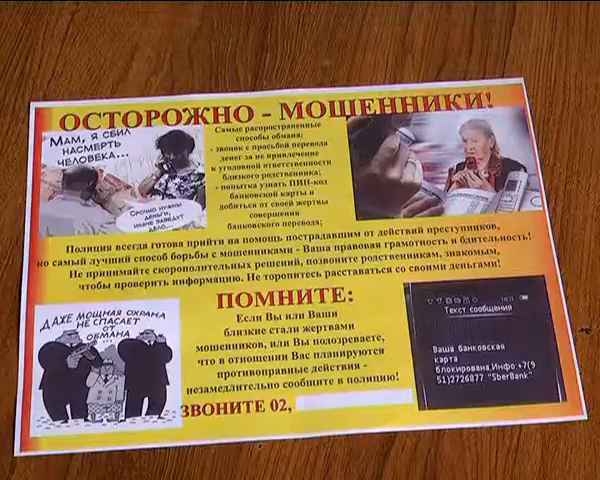 ОСТОРОЖНО - МОШЕННИКИ!
МАМ, Я СБИЛ
НАСМЕРТЬ
ЧЕЛОВЕКА...
СРОЧНО НУЖНЫ
ДЕНЬГИ,
ИНАЧЕ ЗАВЕДУТ
ДЕЛО...
Самые распространенные
способы обмана:
- звонок с просьбой перевода
денег за не привлечение
к уголовной ответственности
близкого родственника;
- попытка узнать ПИН-код
банковской карты и
добиться от своей жертвы
совершения
банковского перевода;
Полиция всегда готова прийти на помощь пострадавшим от действий преступников,
но самый лучший способ борьбы с мошенниками - Ваша правовая грамотность и бдительность!
Не принимайте скорополительных решений, позвоните родственникам, знакомым,
чтобы проверить информацию. Не торопитесь расставаться со своими деньгами!
ДАЖЕ МОЩНАЯ ОХРАНА
НЕ СПАСАЕТ
ОТ
ОБМАНА...
ПОМНИТЕ:
Если Вы или Ваши
близкие стали жертвами
мошенников, или Вы подозреваете,
что в отношении Вас планируются
противоправные действия -
незамедлительно сообщите в полицию!
ЗВОНИТЕ 02,
Текст сообщения
Ваша банковская
карта
блокирована.Инфо:+7(9
51)2726877 "SberBank"